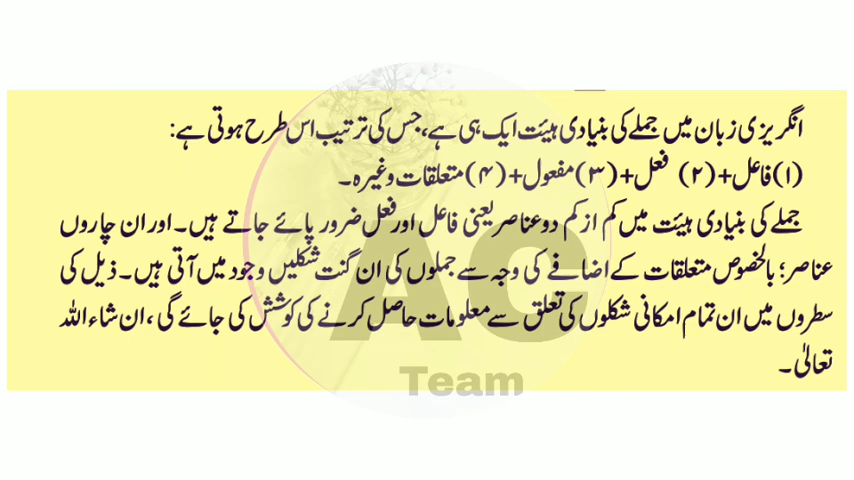 انگریزی زبان میں جملے کی بنیادی ہیئت ایک ہی ہے، جس کی ترتیب اس طرح ہوتی ہے:
(۱) فاعل + (۲) فعل + (۳) مفعول + (۴) متعلقات وغیرہ۔
جملے کی بنیادی ہیئت میں کم از کم دو عناصر یعنی فاعل اور فعل ضرور پائے جاتے ہیں۔ اور ان چاروں
عناصر؛ بالخصوص متعلقات کے اضافے کی وجہ سے جملوں کی ان گنت شکلیں وجود میں آتی ہیں۔ ذیل کی
سطروں میں ان تمام امکانی شکلوں کی تعلق سے معلومات حاصل کرنے کی کوشش کی جائے گی، ان شاء اللہ
تعالیٰ۔
AG
Team